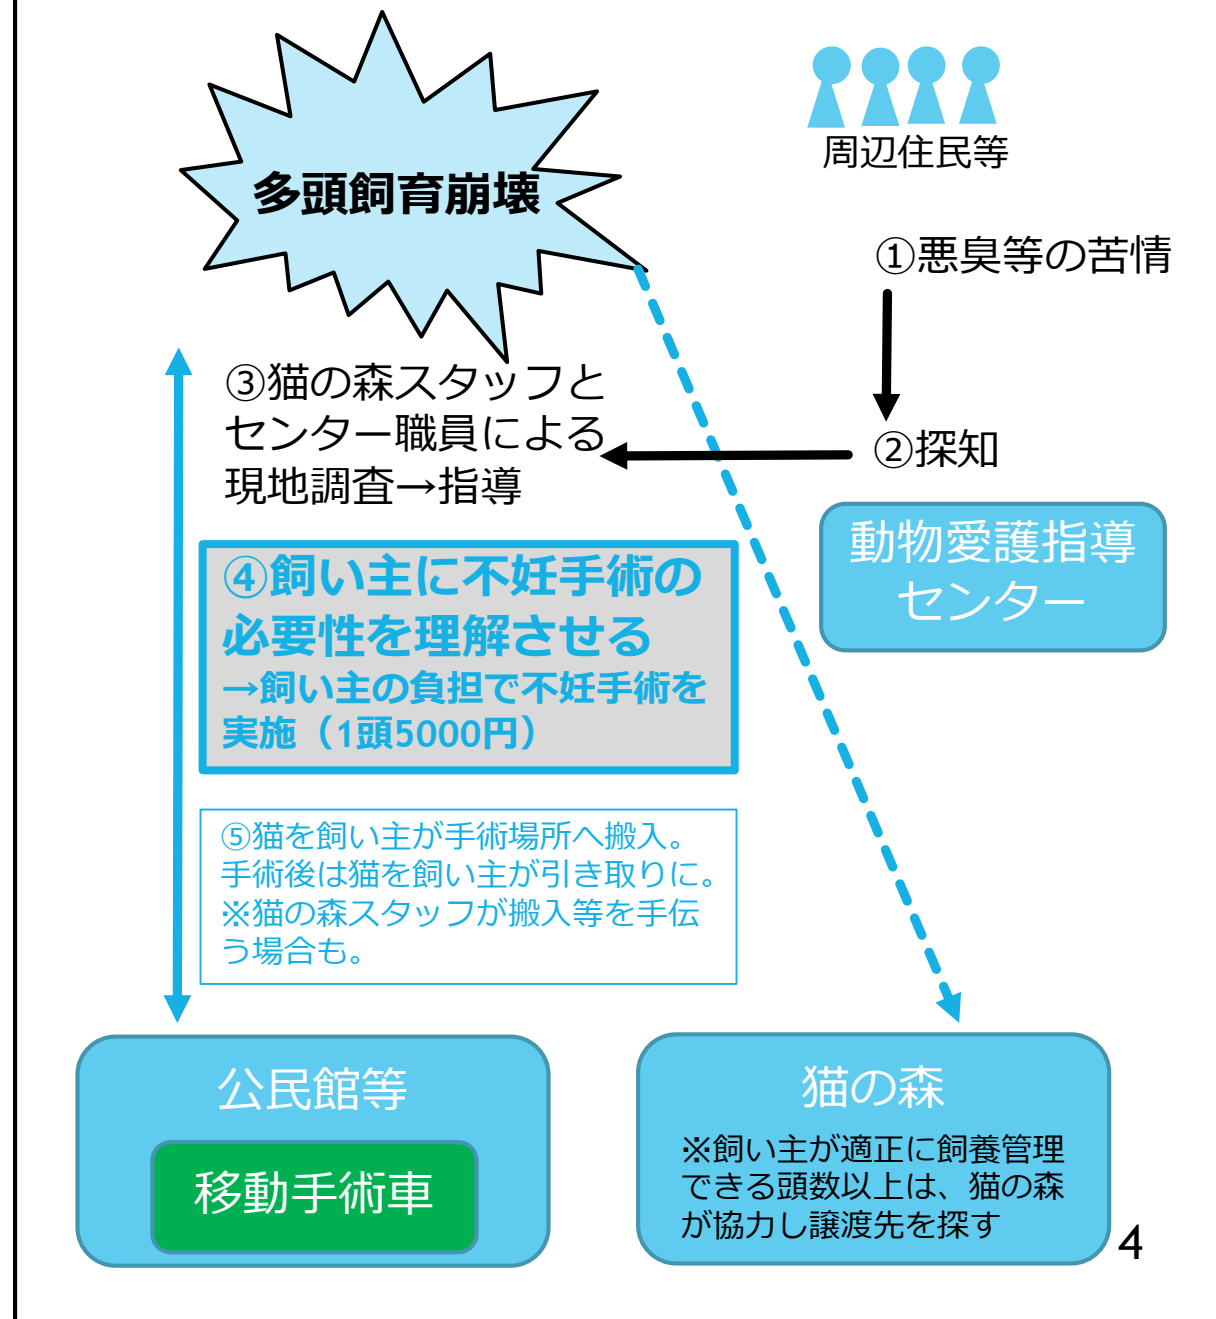 多頭飼育崩壊
周辺住民等
①悪臭等の苦情
②探知
動物愛護指導
センター
③猫の森スタッフと
センター職員による
現地調査→指導
④飼い主に不妊手術の
必要性を理解させる
→飼い主の負担で不妊手術を
実施（1頭5000円）
⑤猫を飼い主が手術場所へ搬入。
手術後は猫を飼い主が引き取りに。
※猫の森スタッフが搬入等を手伝
う場合も。
公民館等
移動手術車
猫の森
※飼い主が適正に飼養管理
できる頭数以上は、猫の森
が協力し譲渡先を探す
4